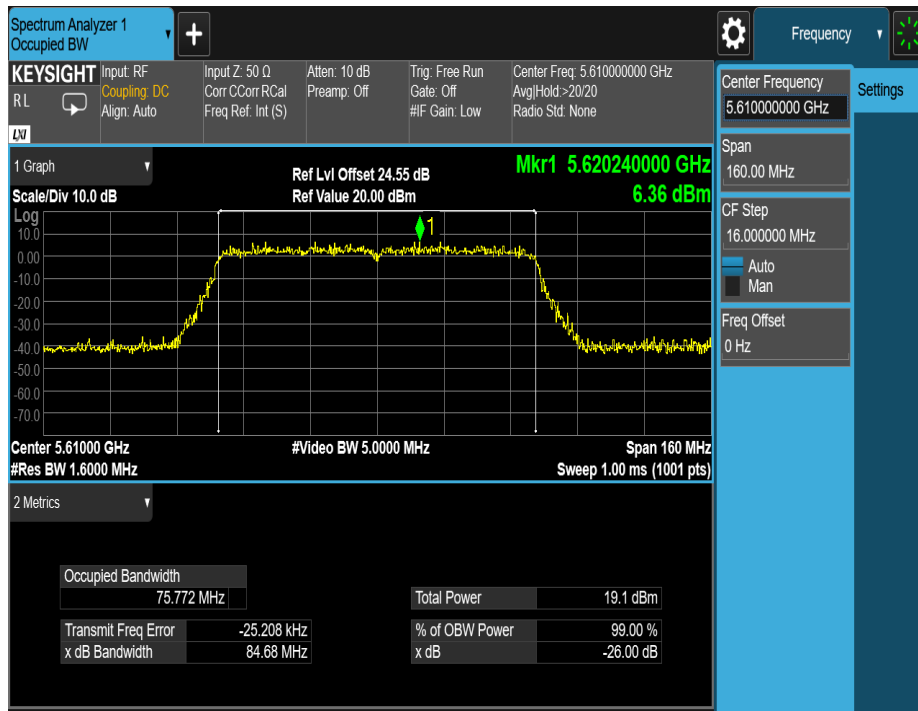 Spectrum Analyzer 1
Occupied BW
Frequency
KEYSIGHT
R L
LXI
Input: RF
Coupling: DC
Align: Auto
Input Z: 50 Ω
Corr CCorr RCal
Freq Ref: Int (S)
Atten: 10 dB
Preamp: Off
Trig: Free Run
Gate: Off
#IF Gain: Low
Center Freq: 5.610000000 GHz
Avg|Hold:>20/20
Radio Std: None
Center Frequency
5.610000000 GHz
Settings
Span
160.00 MHz
CF Step
16.000000 MHz
Auto
Man
Freq Offset
0 Hz
1 Graph
Scale/Div 10.0 dB
Ref Lvl Offset 24.55 dB
Ref Value 20.00 dBm
Mkr1 5.620240000 GHz
6.36 dBm
Log
10.0
0.00
-10.0
-20.0
-30.0
-40.0
-50.0
-60.0
-70.0
1
Center 5.61000 GHz
#Res BW 1.6000 MHz
#Video BW 5.0000 MHz
Span 160 MHz
Sweep 1.00 ms (1001 pts)
2 Metrics
Occupied Bandwidth
75.772 MHz
Total Power 19.1 dBm
Transmit Freq Error -25.208 kHz
% of OBW Power 99.00 %
x dB Bandwidth 84.68 MHz
x dB -26.00 dB